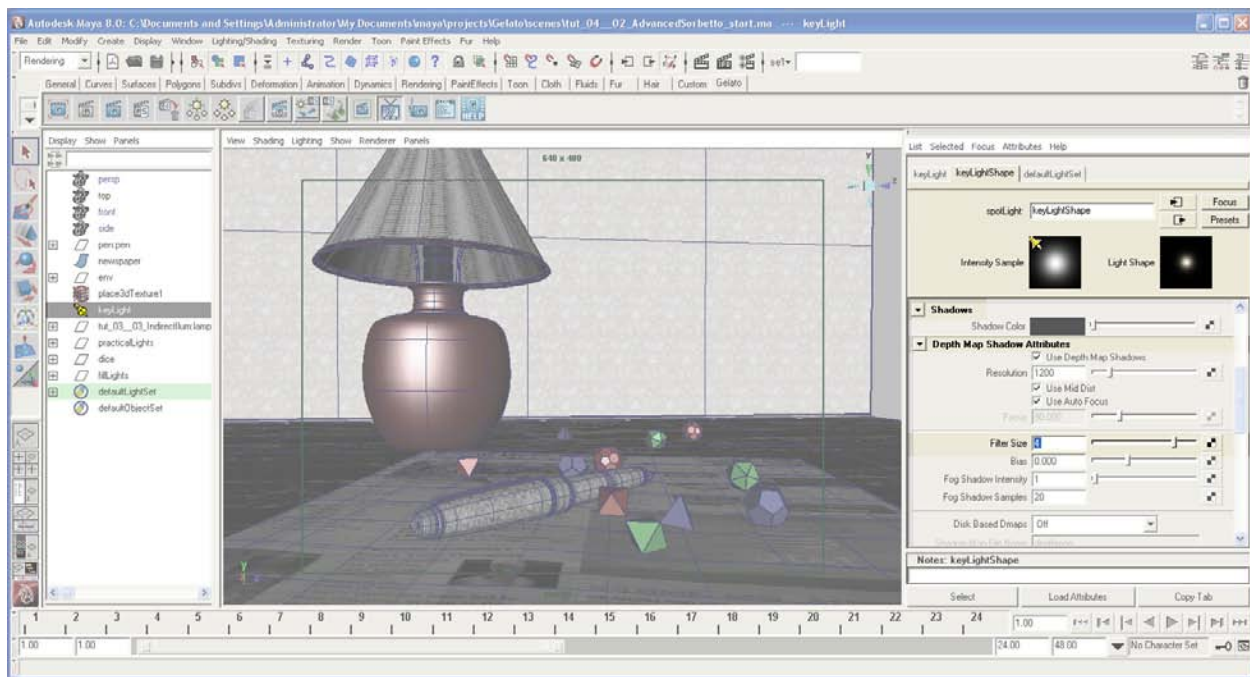 Autodesk Maya 8.0: C:\Documents and Settings\Administrator\My Documents\maya\projects\Gelato\scenes\tut_04__02_AdvancedSorbetto_start.ma --- keyLight
File Edit Modify Create Display Window Lighting/Shading Texturing Render Toon Paint Effects Fur Help
Rendering
sel
General Curves Surfaces Polygons Subdivs Deformation Animation Dynamics Rendering PaintEffects Toon Cloth Fluids Fur Hair Custom Gelato
HELP
Display Show Panels
persp
top
front
side
pen:pen
newspaper
env
place3dTexture1
keyLight
tut_03__03_IndirectIllum:lamp
practicalLights
dice
fillLights
defaultLightSet
defaultObjectSet
View Shading Lighting Show Renderer Panels
640 x 480
y
z
Y
List Selected Focus Attributes Help
keyLight keyLightShape defaultLightSet
spotLight: keyLightShape
Focus
Presets
Intensity Sample Light Shape
Shadows
Shadow Color
Depth Map Shadow Attributes
Use Depth Map Shadows
Resolution 1200
Use Mid Dist
Use Auto Focus
Focus 90.000
Filter Size 4
Bias 0.000
Fog Shadow Intensity 1
Fog Shadow Samples 20
Disk Based Dmaps Off
Notes: keyLightShape
Select Load Attributes Copy Tab
1 2 3 4 5 6 7 8 9 10 11 12 13 14 15 16 17 18 19 20 21 22 23 24
1.00
1.00 1.00 24.00 48.00 No Character Set